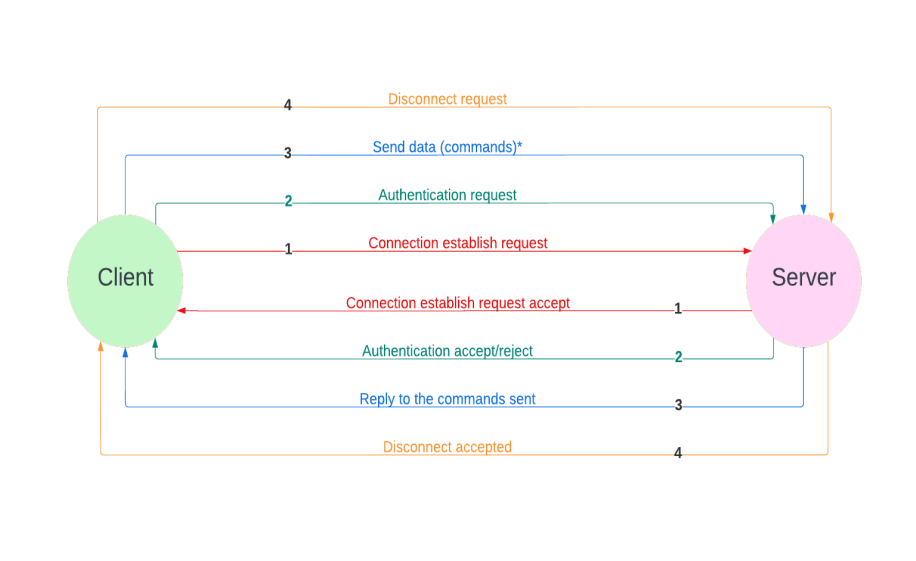 4
Disconnect request
3
Send data (commands)*
2
Authentication request
1
Connection establish request
Client
Server
Connection establish request accept
1
Authentication accept/reject
2
Reply to the commands sent
3
Disconnect accepted
4